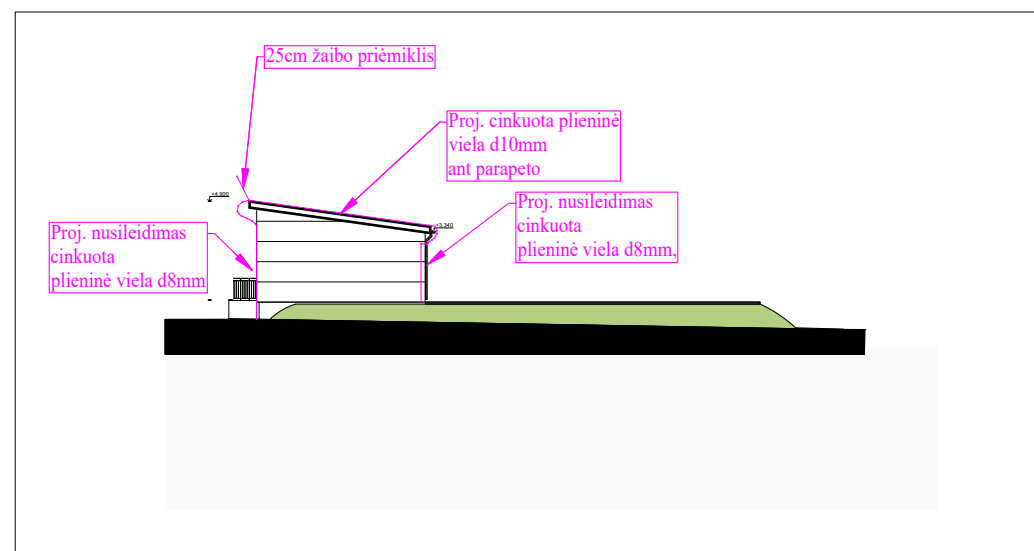 25cm žaibo priėmiklis
Proj. cinkuota plieninė
viela d10mm
ant parapeto
+4.900
Proj. nusileidimas
cinkuota
plieninė viela d8mm,
+3.340
Proj. nusileidimas
cinkuota
plieninė viela d8mm